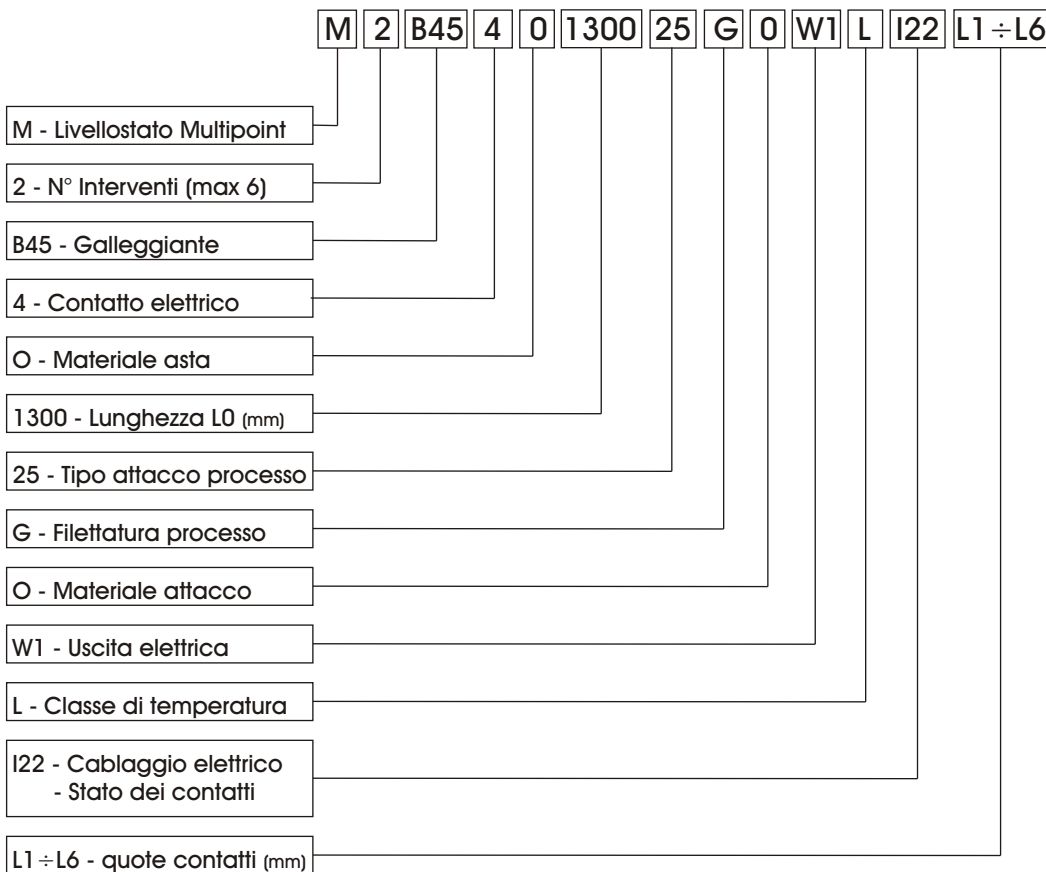 M 2 B45 4 0 1300 25 G 0 W1 L I22 L1÷L6
M - Livellostato Multipoint
2 - N° Interventi (max 6)
B45 - Galleggiante
4 - Contatto elettrico
O - Materiale asta
1300 - Lunghezza L0 (mm)
25 - Tipo attacco processo
G - Filettatura processo
O - Materiale attacco
W1 - Uscita elettrica
L - Classe di temperatura
I22 - Cablaggio elettrico
- Stato dei contatti
L1÷L6 - quote contatti (mm)